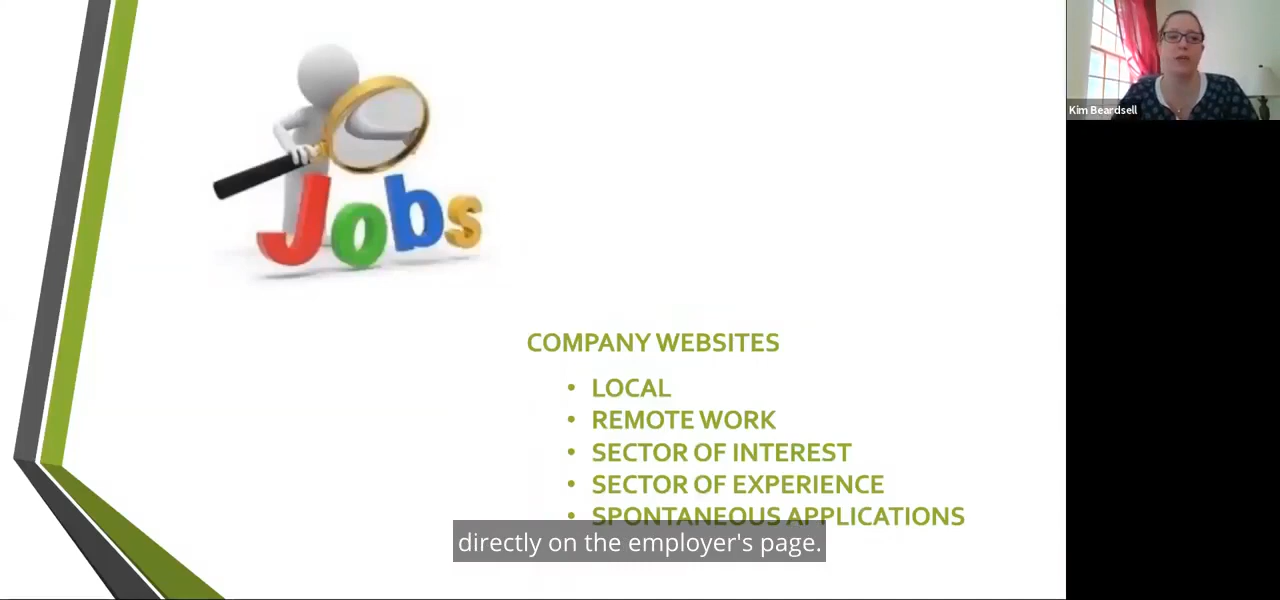 Jobs
Kim Beardsell
COMPANY WEBSITES
• LOCAL
• REMOTE WORK
• SECTOR OF INTEREST
• SECTOR OF EXPERIENCE
• SPONTANEOUS APPLICATIONS
directly on the employer's page.